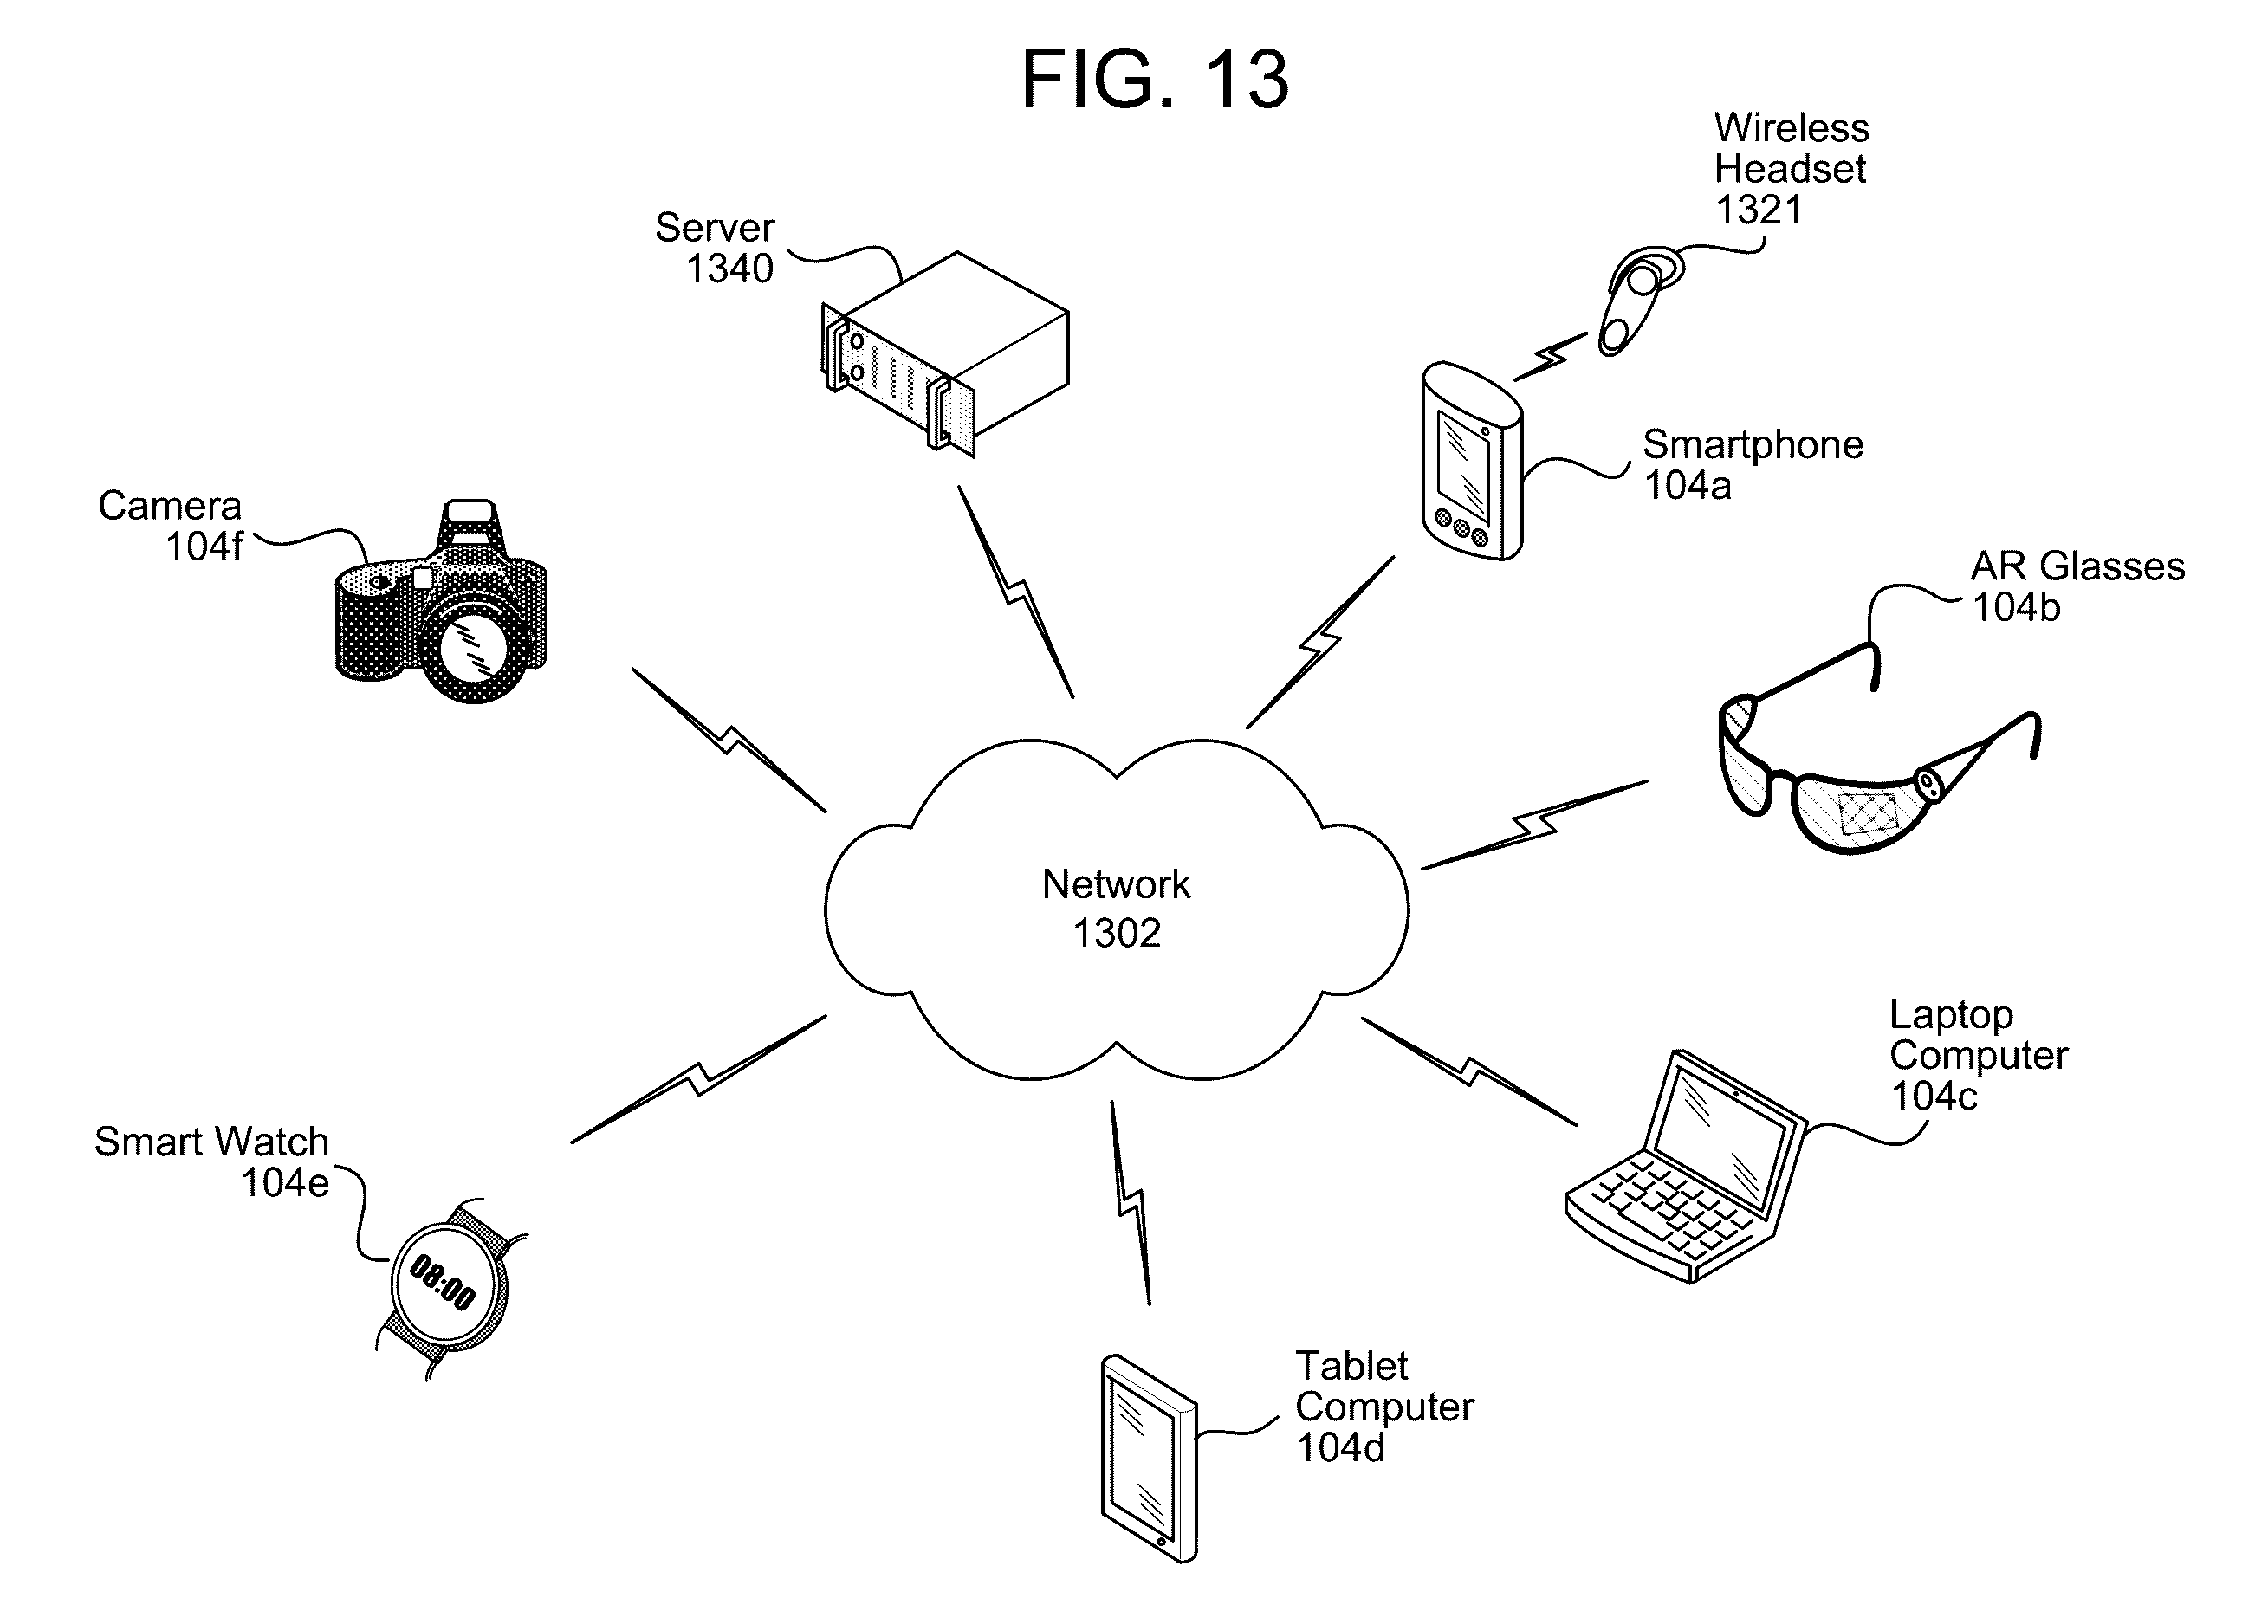 FIG. 13
Wireless
Headset
1321
Server
1340
Smartphone
104a
Camera
104f
AR Glasses
104b
Network
1302
Laptop
Computer
104c
Smart Watch
104e
08:00
Tablet
Computer
104d